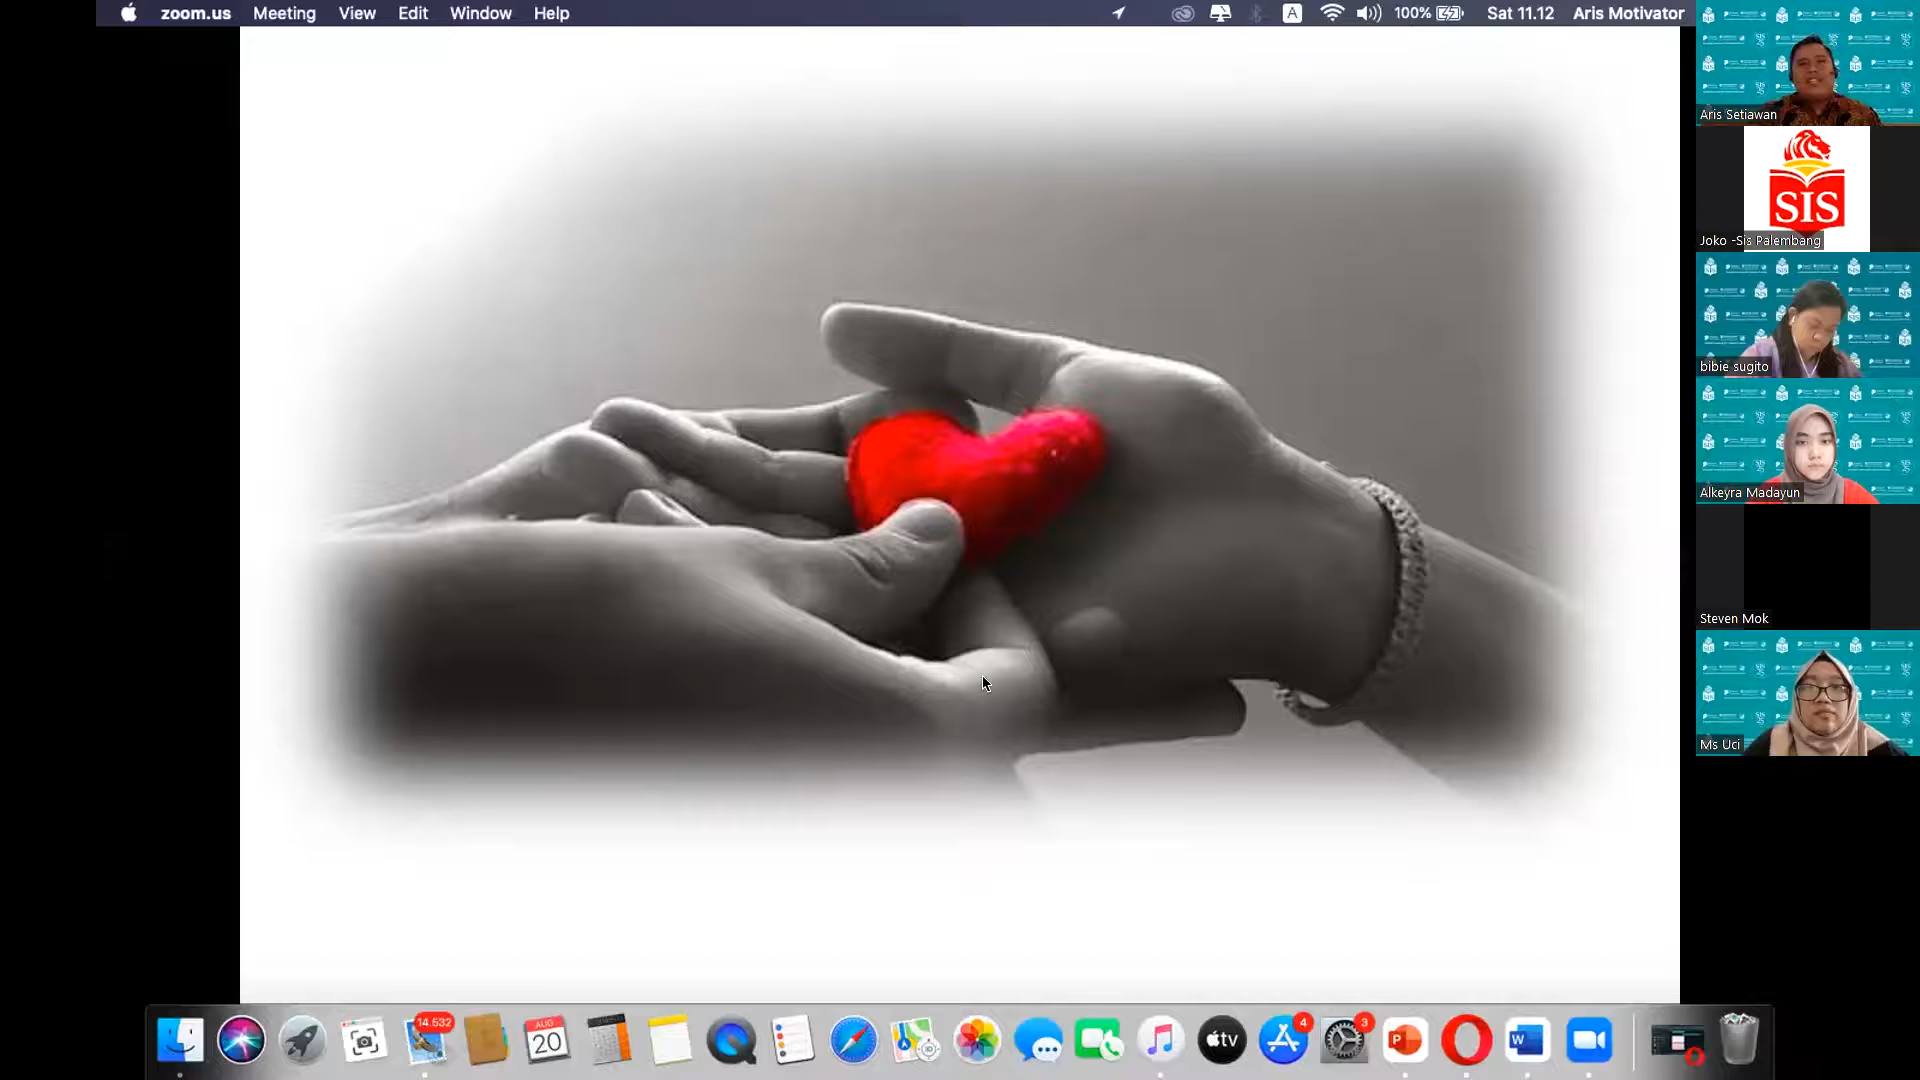 zoom.us Meeting View Edit Window Help
A 100% Sat 11.12 Aris Motivator
Aris Setiawan
SIS
Joko -Sis Palembang
bibie sugito
Alkeyra Madayun
Steven Mok
Ms Uci
14.532
AUG
20
tv
4
3
P
W